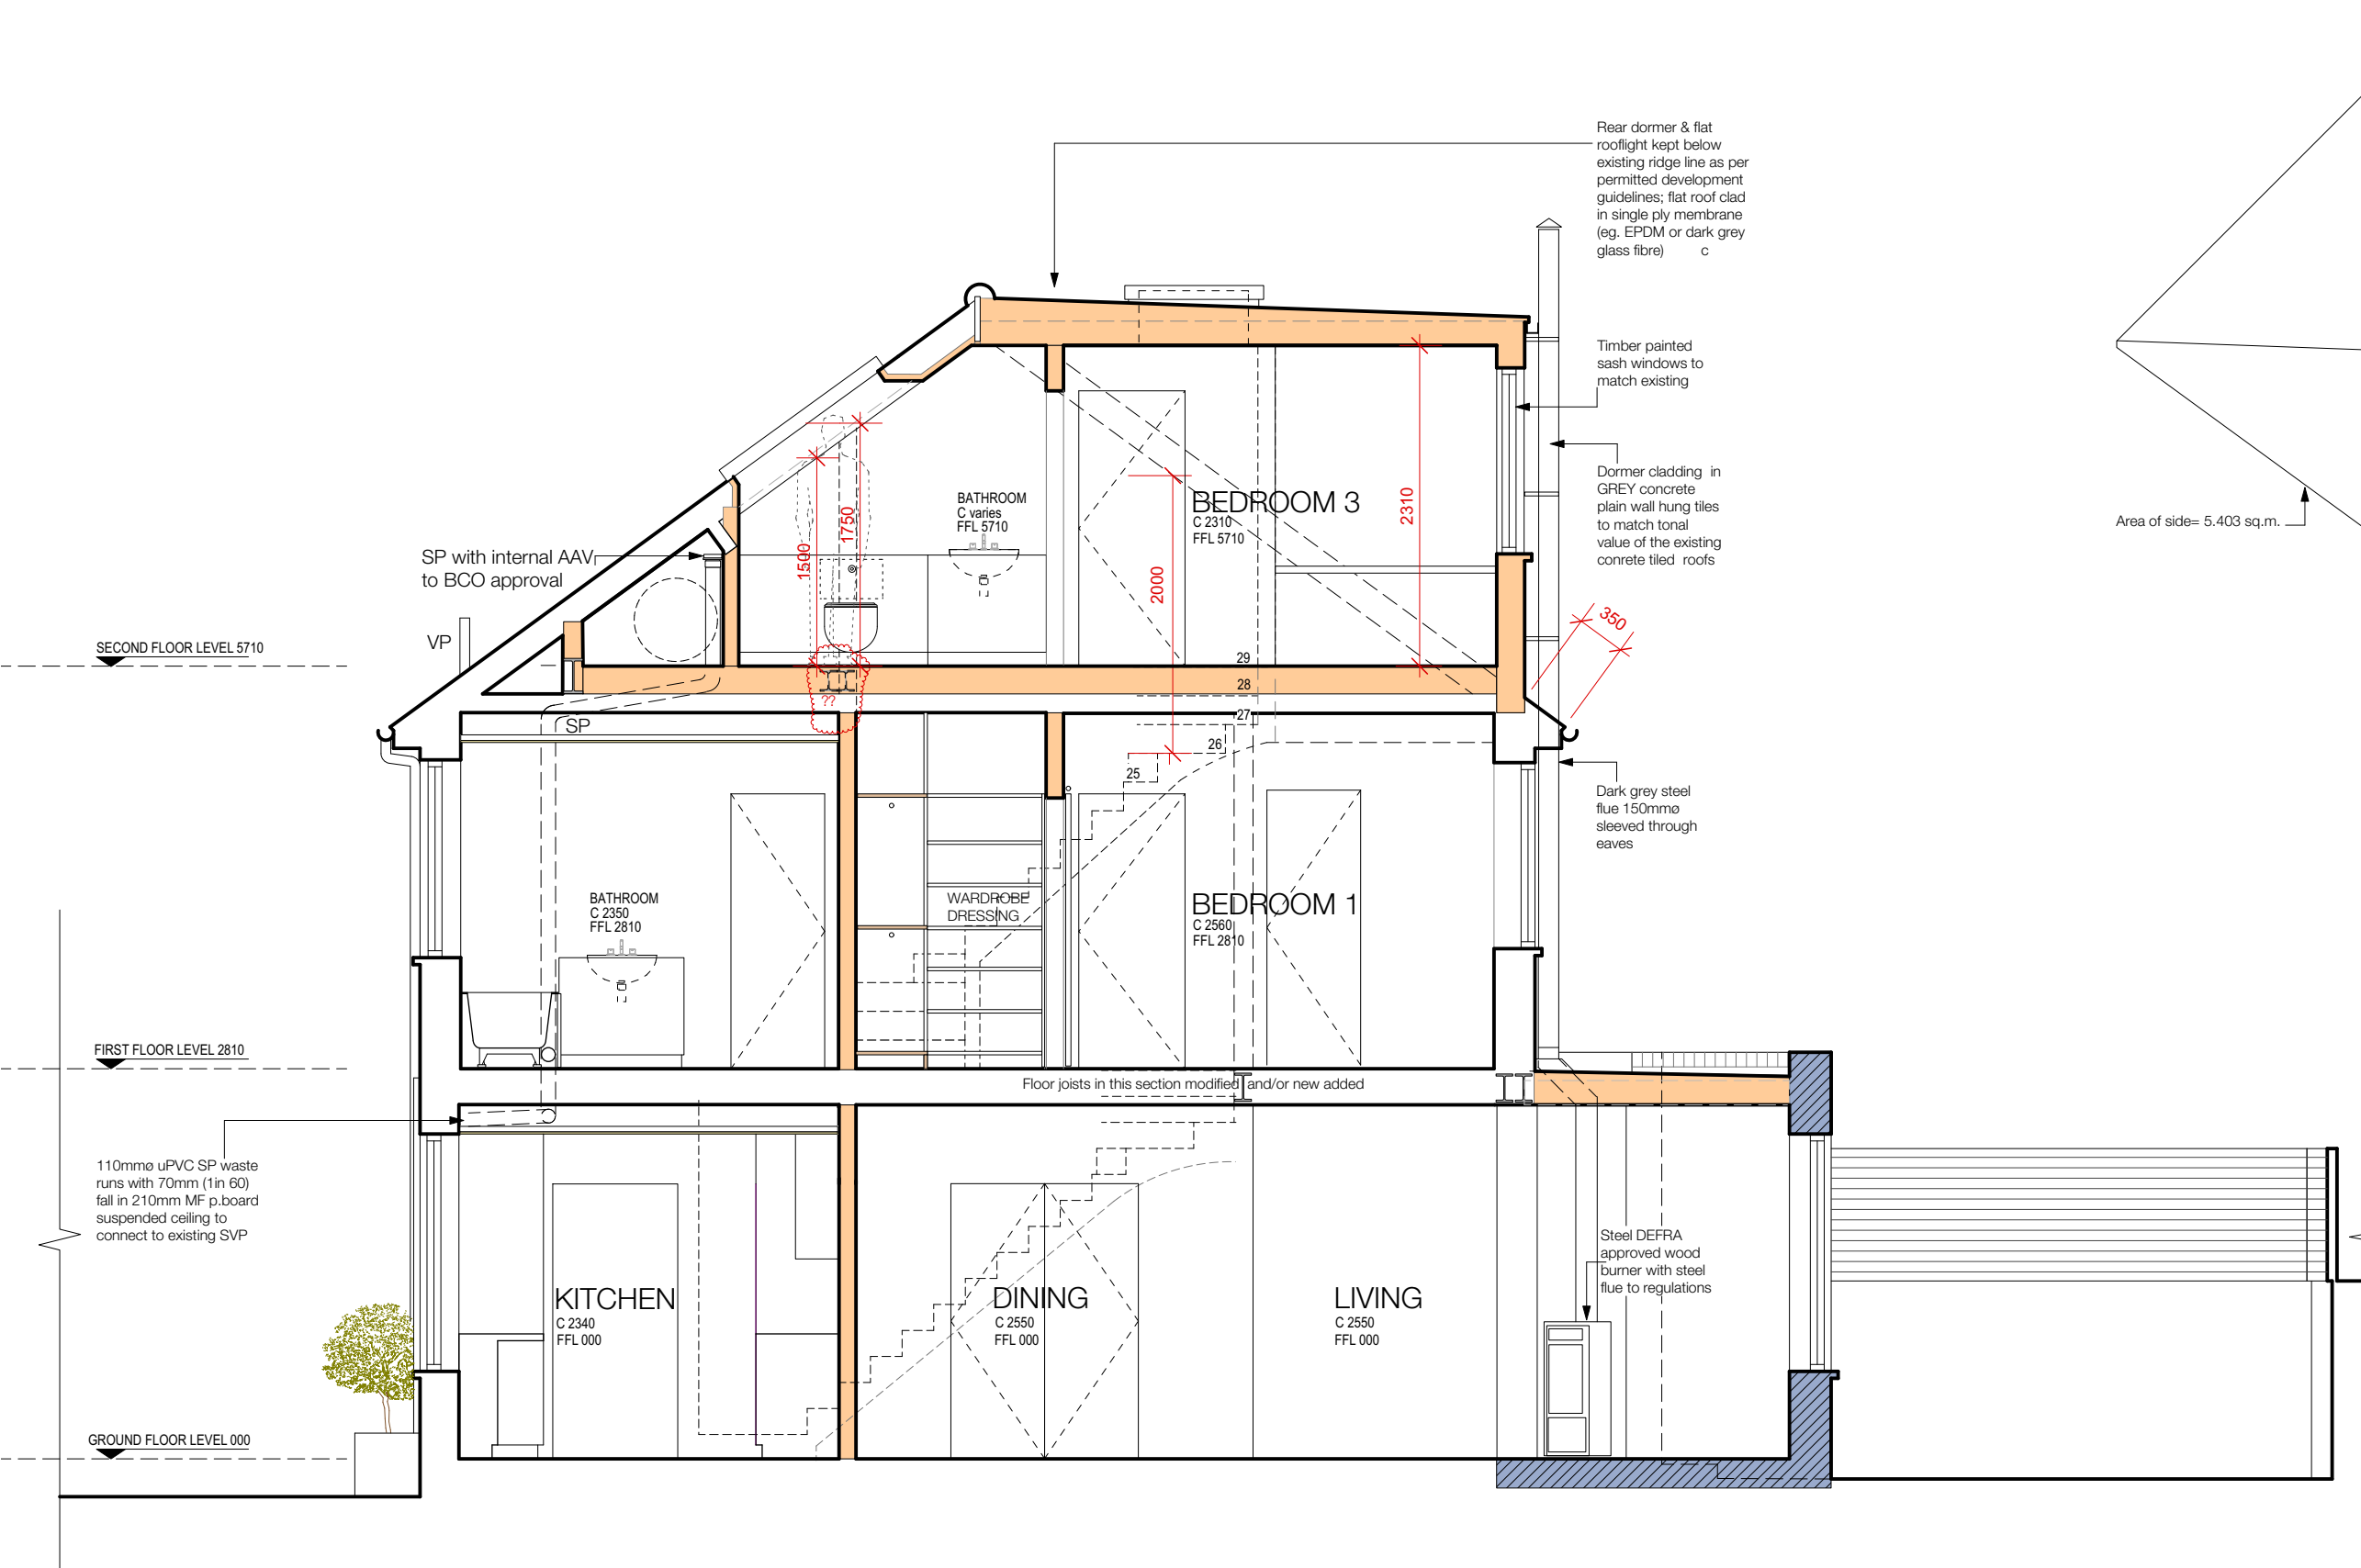 Rear dormer & flat
rooflight kept below
existing ridge line as per
permitted development
guidelines; flat roof clad
in single ply membrane
(eg. EPDM or dark grey
glass fibre) c
Timber painted
sash windows to
match existing
Dormer cladding in
GREY concrete
plain wall hung tiles
to match tonal
value of the existing
conrete tiled roofs
Area of side= 5.403 sq.m.
BATHROOM
C varies
FFL 5710
BEDROOM 3
C 2310
FFL 5710
2310
1750
1500
2000
350
SP with internal AAV
to BCO approval
VP
SECOND FLOOR LEVEL 5710
29
28
27
26
25
??
SP
Dark grey steel
flue 150mmø
sleeved through
eaves
BATHROOM
C 2350
FFL 2810
WARDROBE
DRESSING
BEDROOM 1
C 2560
FFL 2810
FIRST FLOOR LEVEL 2810
Floor joists in this section modified and/or new added
110mmø uPVC SP waste
runs with 70mm (1in 60)
fall in 210mm MF p.board
suspended ceiling to
connect to existing SVP
Steel DEFRA
approved wood
burner with steel
flue to regulations
KITCHEN
C 2340
FFL 000
DINING
C 2550
FFL 000
LIVING
C 2550
FFL 000
GROUND FLOOR LEVEL 000